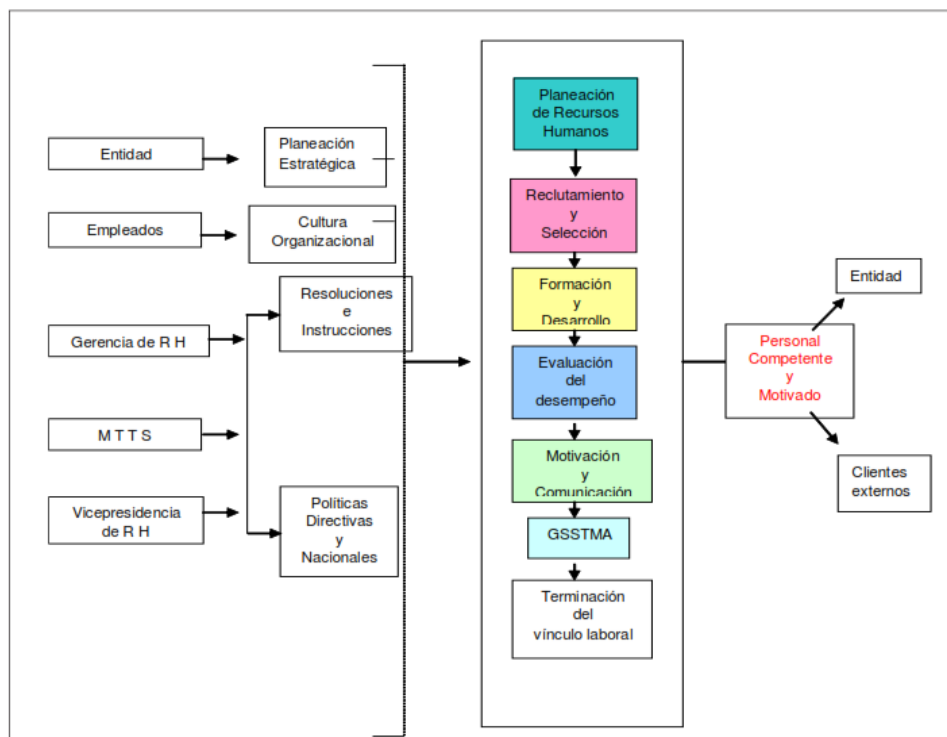 Entidad
Planeación
Estratégica
Empleados
Cultura
Organizacional
Gerencia de R H
Resoluciones
e
Instrucciones
M T T S
Vicepresidencia
de R H
Políticas
Directivas
y
Nacionales
Planeación
de Recursos
Humanos
Reclutamiento
y
Selección
Formación
y
Desarrollo
Evaluación
del
desempeño
Motivación
y
Comunicación
GSSTMA
Terminación
del
vínculo laboral
Personal
Competente
y
Motivado
Entidad
Clientes
externos